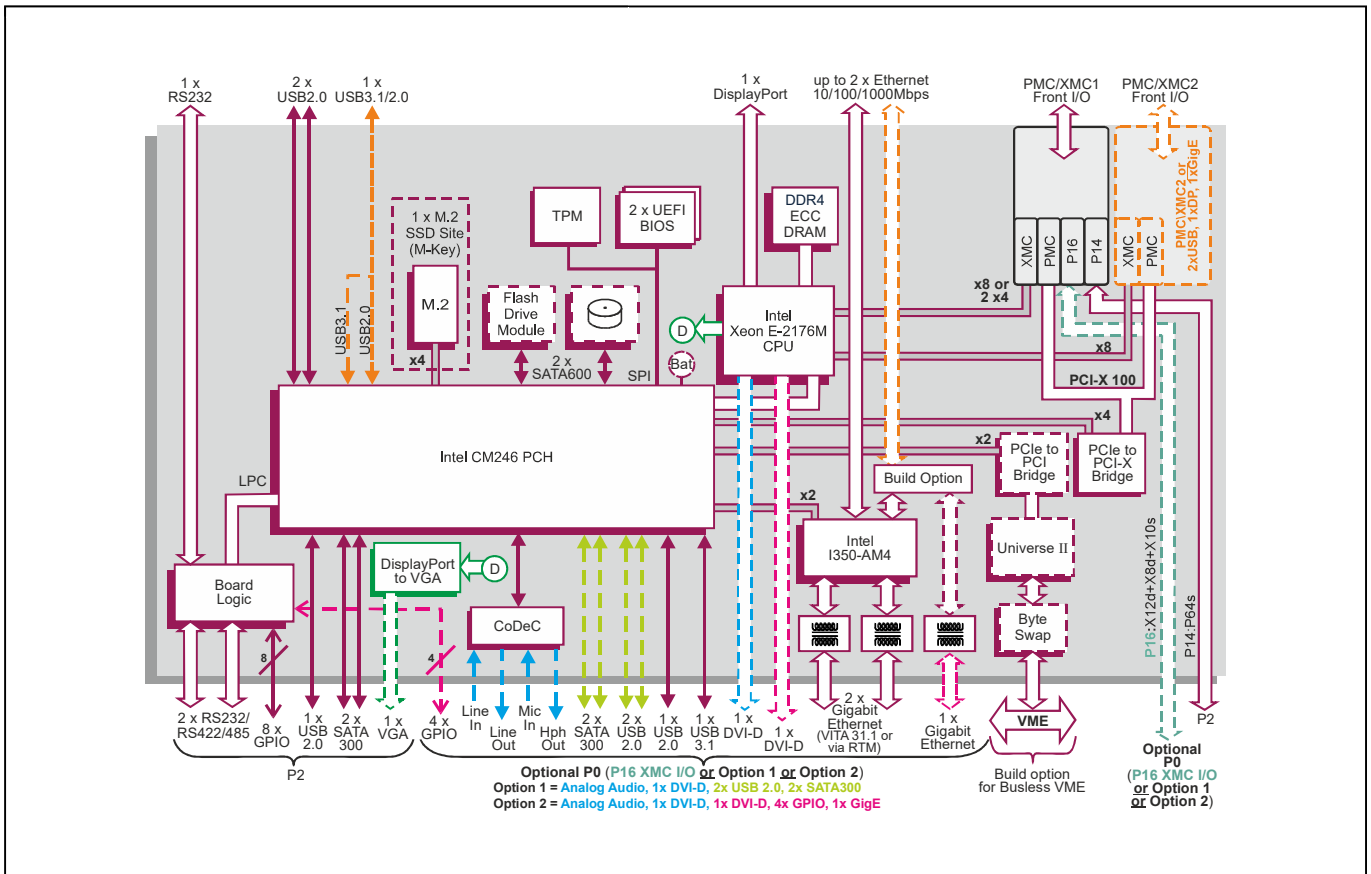 1 x
RS232
2 x
USB2.0
1 x
USB3.1/2.0
1 x
DisplayPort
up to 2 x Ethernet
10/100/1000Mbps
PMC/XMC1
Front I/O
PMC/XMC2
Front I/O
PMC\XMC2 or
2xUSB, 1xDP, 1xGigE
1 x M.2
SSD Site
(M-Key)
M.2
x4
USB3.1
USB2.0
TPM
2 x UEFI
BIOS
DDR4
ECC
DRAM
XMC
PMC
P16
P14
XMC
PMC
Flash
Drive
Module
2 x
SATA600
SPI
Bat
D
Intel
Xeon E-2176M
CPU
x8 or
2 x4
x8
PCI-X 100
x4
x2
Intel CM246 PCH
LPC
x2
PCIe to
PCI
Bridge
PCIe to
PCI-X
Bridge
Build Option
Intel
I350-AM4
Universe II
Byte
Swap
Board
Logic
DisplayPort
to VGA
D
CoDeC
8
4
P16:X12d+X8d+X10s
P14:P64s
2 x RS232/
RS422/485
8 x
GPIO
1 x
USB
2.0
2 x
SATA
300
1 x
VGA
P2
4 x
GPIO
Line
In
Line
Out
Mic
In
Hph
Out
2 x
SATA
300
2 x
USB
2.0
1 x
USB
2.0
1 x
USB
3.1
1 x
DVI-D
1 x
DVI-D
2 x
Gigabit
Ethernet
(VITA 31.1 or
via RTM)
1 x
Gigabit
Ethernet
VME
Build option
for Busless VME
P2
Optional
P0
(P16 XMC I/O
or Option 1
or Option 2)
Optional P0 (P16 XMC I/O or Option 1 or Option 2)
Option 1 = Analog Audio, 1x DVI-D, 2x USB 2.0, 2x SATA300
Option 2 = Analog Audio, 1x DVI-D, 1x DVI-D, 4x GPIO, 1x GigE